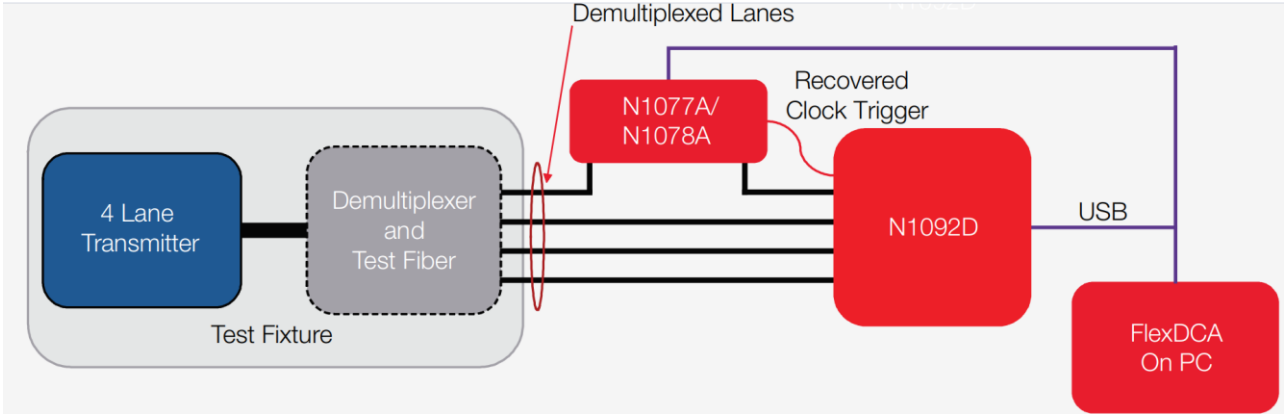 Demultiplexed Lanes
N1077A/
N1078A
Recovered
Clock Trigger
4 Lane
Transmitter
Demultiplexer
and
Test Fiber
N1092D
USB
Test Fixture
FlexDCA
On PC